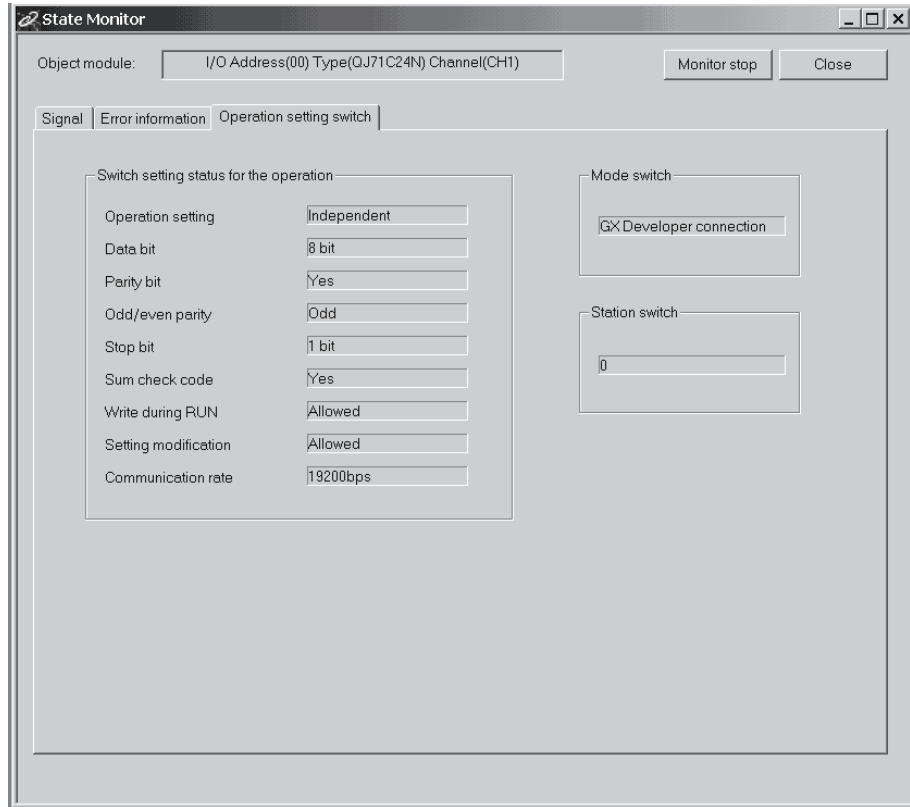 State Monitor
Object module: I/O Address(00) Type(QJ71C24N) Channel(CH1) Monitor stop Close
Signal Error information Operation setting switch
Switch setting status for the operation
Operation setting Independent
Data bit 8 bit
Parity bit Yes
Odd/even parity Odd
Stop bit 1 bit
Sum check code Yes
Write during RUN Allowed
Setting modification Allowed
Communication rate 19200bps
Mode switch
GX Developer connection
Station switch
0